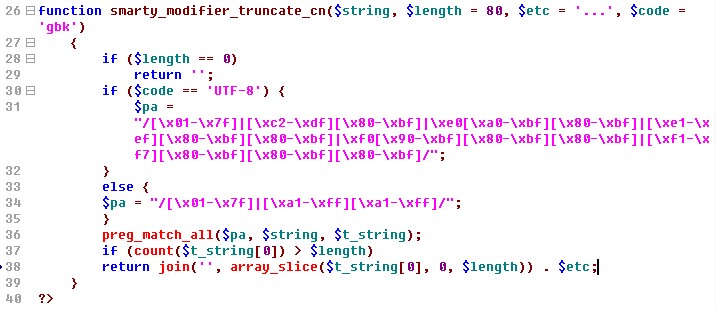 26 function smarty_modifier_truncate_cn($string, $length = 80, $etc = '...', $code =
'gbk')
27 {
28 if ($length == 0)
29 return '';
30 if ($code == 'UTF-8') {
31 $pa =
"/[\x01-\x7f]|[\xc2-\xdf][\x80-\xbf]|\xe0[\xa0-\xbf][\x80-\xbf]|[\xe1-\x
ef][\x80-\xbf][\x80-\xbf]|\xf0[\x90-\xbf][\x80-\xbf][\x80-\xbf]|[\xf1-\x
f7][\x80-\xbf][\x80-\xbf][\x80-\xbf]/";
32 }
33 else {
34 $pa = "/[\x01-\x7f]|[\xa1-\xff][\xa1-\xff]/";
35 }
36 preg_match_all($pa, $string, $t_string);
37 if (count($t_string[0]) > $length)
38 return join('', array_slice($t_string[0], 0, $length)) . $etc;
39 }
40 ?>